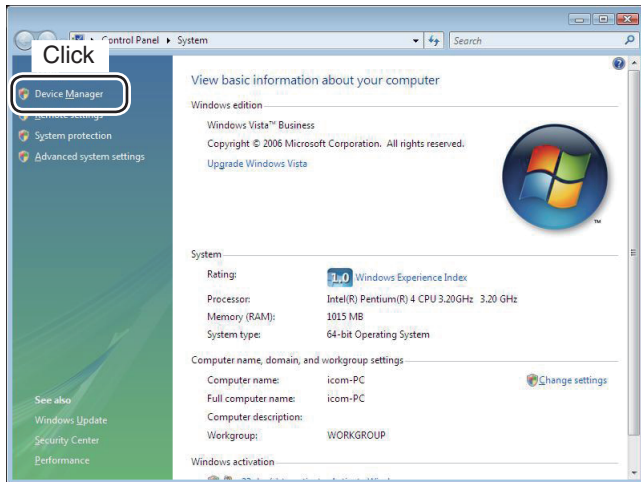 Control Panel ▸ System
Search
Click
Device Manager
Remote settings
System protection
Advanced system settings
See also
Windows Update
Security Center
Performance
View basic information about your computer
Windows edition
Windows Vista™ Business
Copyright © 2006 Microsoft Corporation. All rights reserved.
Upgrade Windows Vista
TM
System
Rating: 1,0 Windows Experience Index
Processor: Intel(R) Pentium(R) 4 CPU 3.20GHz 3.20 GHz
Memory (RAM): 1015 MB
System type: 64-bit Operating System
Computer name, domain, and workgroup settings
Computer name: icom-PC Change settings
Full computer name: icom-PC
Computer description:
Workgroup: WORKGROUP
Windows activation